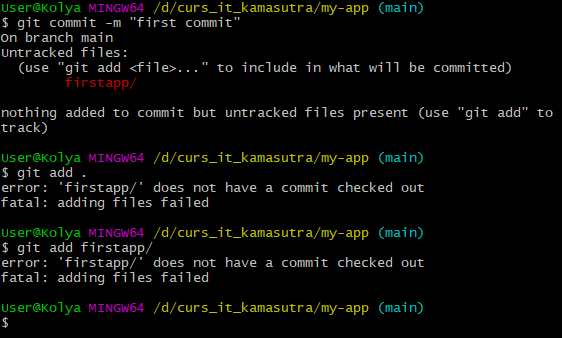 User@Kolya MINGW64 /d/curs_it_kamasutra/my-app (main)
$ git commit -m "first commit"
On branch main
Untracked files:
  (use "git add <file>..." to include in what will be committed)
        firstapp/

nothing added to commit but untracked files present (use "git add" to
track)

User@Kolya MINGW64 /d/curs_it_kamasutra/my-app (main)
$ git add .
error: 'firstapp/' does not have a commit checked out
fatal: adding files failed

User@Kolya MINGW64 /d/curs_it_kamasutra/my-app (main)
$ git add firstapp/
error: 'firstapp/' does not have a commit checked out
fatal: adding files failed

User@Kolya MINGW64 /d/curs_it_kamasutra/my-app (main)
$